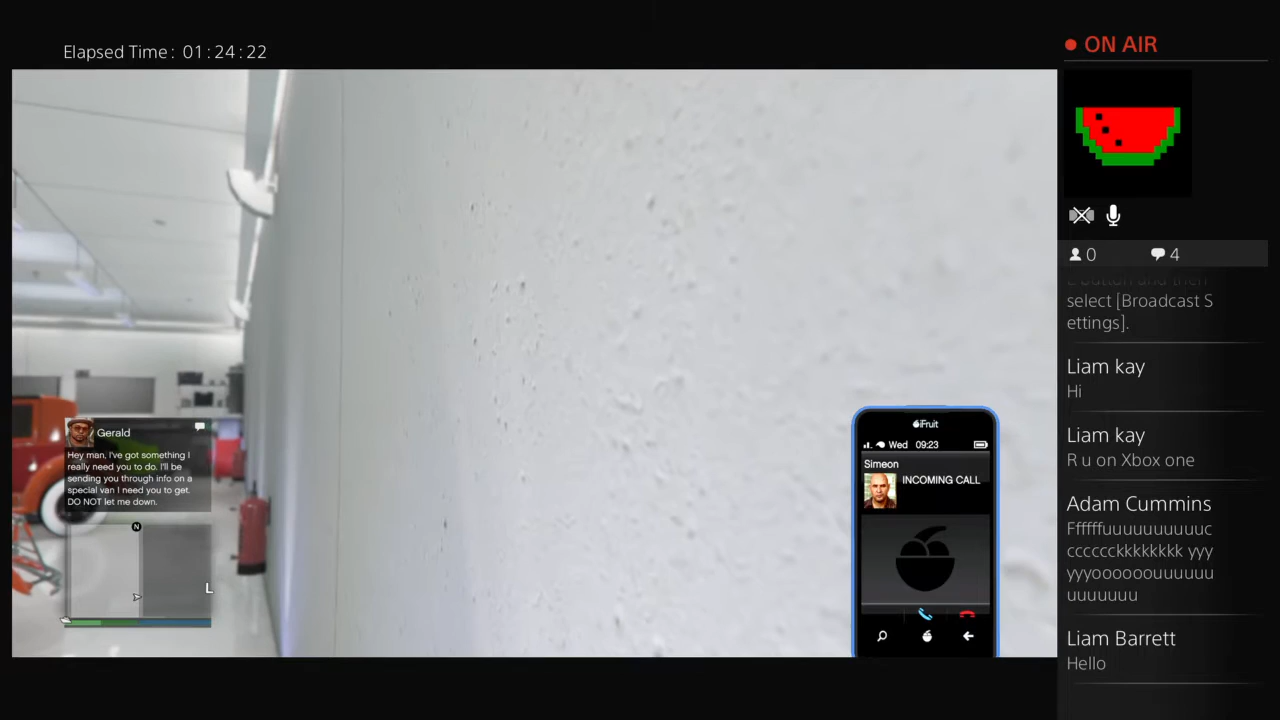 Elapsed Time: 01:24:22
ON AIR
0
4
select [Broadcast S
ettings].
Liam kay
Hi
Liam kay
R u on Xbox one
Adam Cummins
Ffffffuuuuuuuuuuc
ccccccckkkkkkkk yyy
yyyoooooouuuuuu
uuuuuuu
Liam Barrett
Hello
Gerald
Hey man, I've got something I
really need you to do. I'll be
sending you through info on a
special van I need you to get.
DO NOT let me down.
N
L
iFruit
Wed 09:23
Simeon
INCOMING CALL